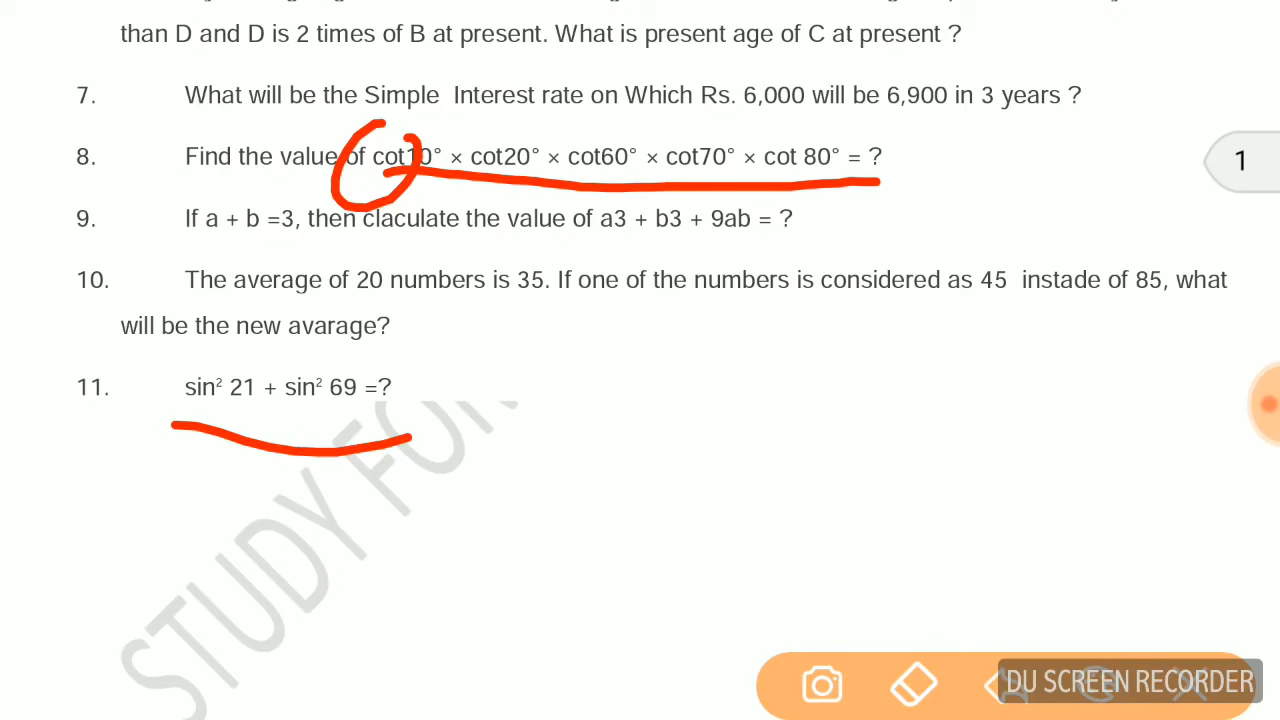 than D and D is 2 times of B at present. What is present age of C at present ?
7. What will be the Simple Interest rate on Which Rs. 6,000 will be 6,900 in 3 years ?
8. Find the value of cot10° × cot20° × cot60° × cot70° × cot 80° = ?
1
9. If a + b =3, then claculate the value of a3 + b3 + 9ab = ?
10. The average of 20 numbers is 35. If one of the numbers is considered as 45 instade of 85, what
will be the new avarage?
11. sin² 21 + sin² 69 =?
STUDY FOR
DU SCREEN RECORDER